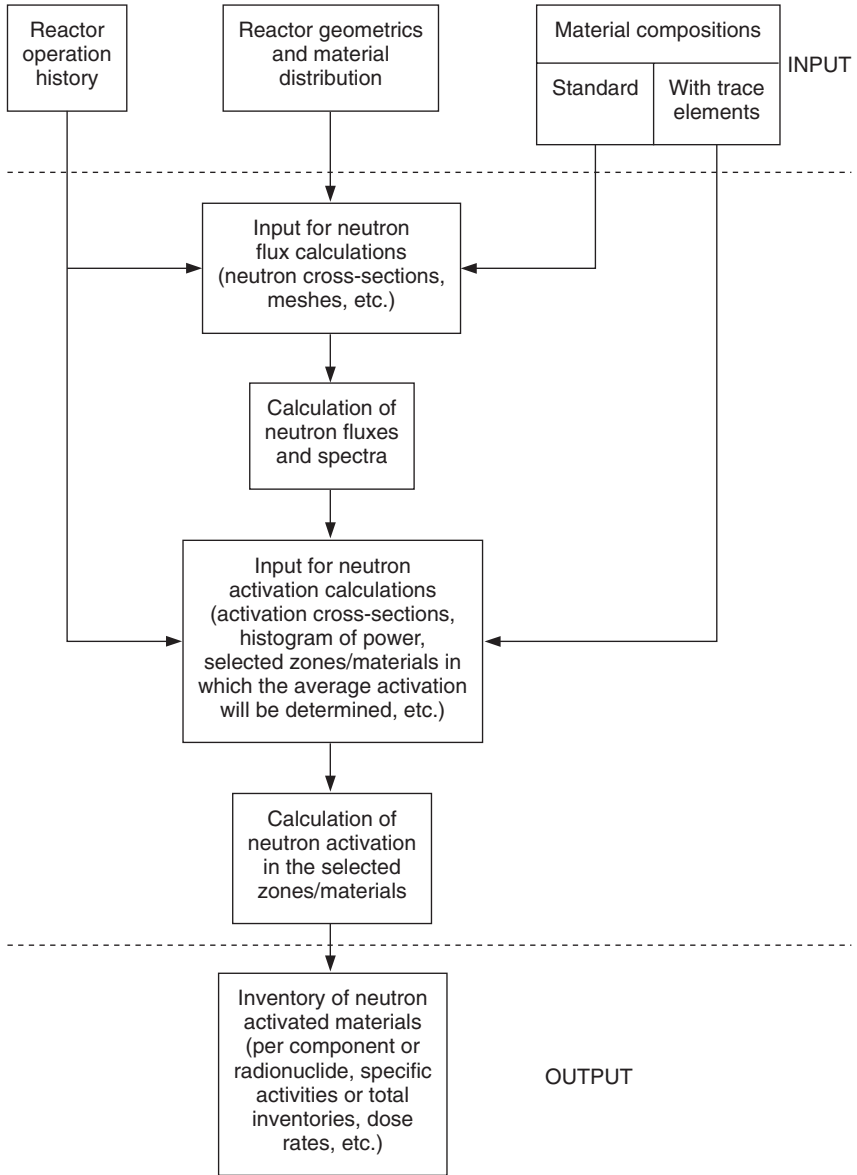 Reactor
operation
history
Reactor geometrics
and material
distribution
Material compositions
Standard
With trace
elements
INPUT
Input for neutron
flux calculations
(neutron cross-sections,
meshes, etc.)
Calculation of
neutron fluxes
and spectra
Input for neutron
activation calculations
(activation cross-sections,
histogram of power,
selected zones/materials in
which the average activation
will be determined, etc.)
Calculation of
neutron activation
in the selected
zones/materials
Inventory of neutron
activated materials
(per component or
radionuclide, specific
activities or total
inventories, dose
rates, etc.)
OUTPUT